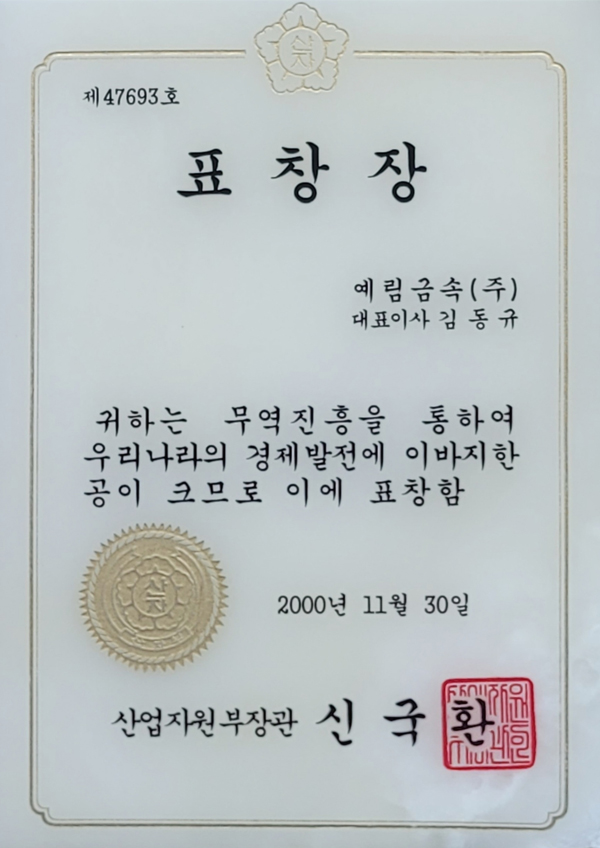 제47693호
표창장
예림금속(주)
대표이사 김동규
귀하는 무역진흥을 통하여
우리나라의 경제발전에 이바지한
공이 크므로 이에 표창함
2000년 11월 30일
산업자원부장관 신국환